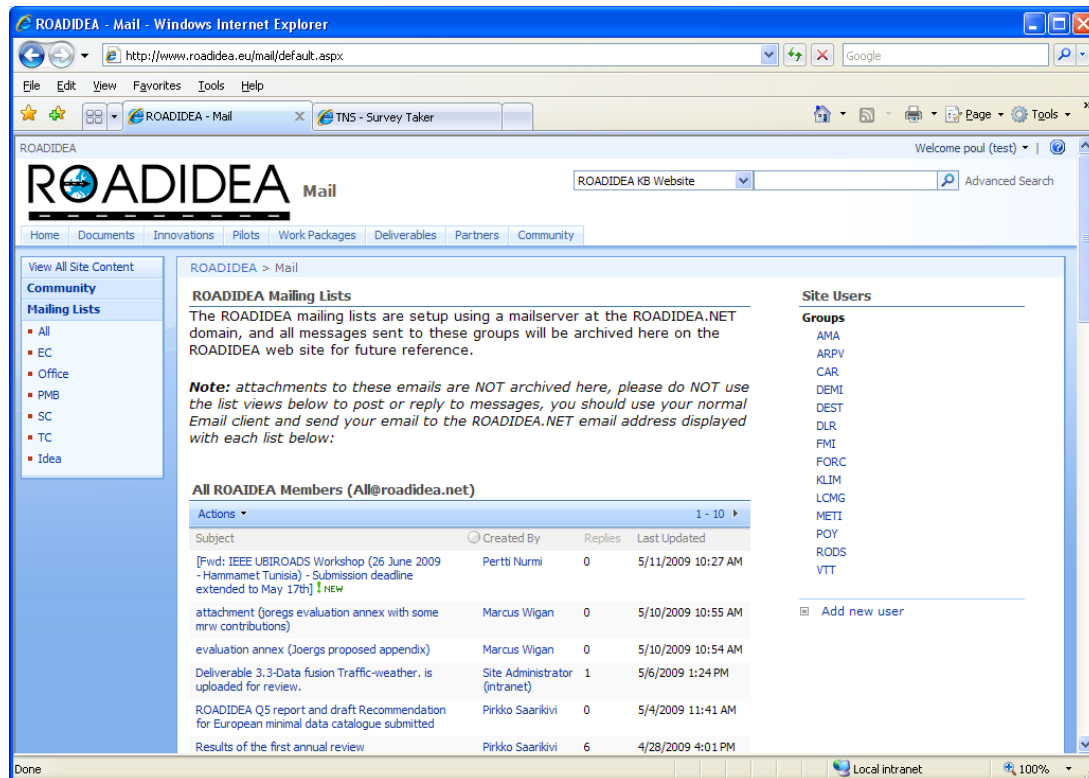 ROADIDEA - Mail - Windows Internet Explorer
http://www.roadidea.eu/mail/default.aspx
Google
File Edit View Favorites Tools Help
ROADIDEA - Mail
TNS - Survey Taker
Page
Tools
ROADIDEA
Welcome poul (test)
ROADIDEA Mail
ROADIDEA KB Website
Advanced Search
Home Documents Innovations Pilots Work Packages Deliverables Partners Community
View All Site Content
Community
Mailing Lists
All
EC
Office
PMB
SC
TC
Idea
ROADIDEA > Mail
ROADIDEA Mailing Lists
The ROADIDEA mailing lists are setup using a mailserver at the ROADIDEA.NET
domain, and all messages sent to these groups will be archived here on the
ROADIDEA web site for future reference.
Note: attachments to these emails are NOT archived here, please do NOT use
the list views below to post or reply to messages, you should use your normal
Email client and send your email to the ROADIDEA.NET email address displayed
with each list below:
All ROAIDEA Members (All@roadidea.net)
Actions 1 - 10
Subject Created By Replies Last Updated
[Fwd: IEEE UBIROADS Workshop (26 June 2009 Pertti Nurmi 0 5/11/2009 10:27 AM
- Hammamet Tunisia) - Submission deadline
extended to May 17th] ! NEW
attachment (joregs evaluation annex with some Marcus Wigan 0 5/10/2009 10:55 AM
mrw contributions)
evaluation annex (Joergs proposed appendix) Marcus Wigan 0 5/10/2009 10:54 AM
Deliverable 3.3-Data fusion Traffic-weather. is Site Administrator 1 5/6/2009 1:24 PM
uploaded for review. (intranet)
ROADIDEA Q5 report and draft Recommendation Pirkko Saarikivi 0 5/4/2009 11:41 AM
for European minimal data catalogue submitted
Results of the first annual review Pirkko Saarikivi 6 4/28/2009 4:01 PM
Site Users
Groups
AMA
ARPV
CAR
DEMI
DEST
DLR
FMI
FORC
KLIM
LCMG
METI
POY
RODS
VTT
Add new user
Done
Local intranet
100%